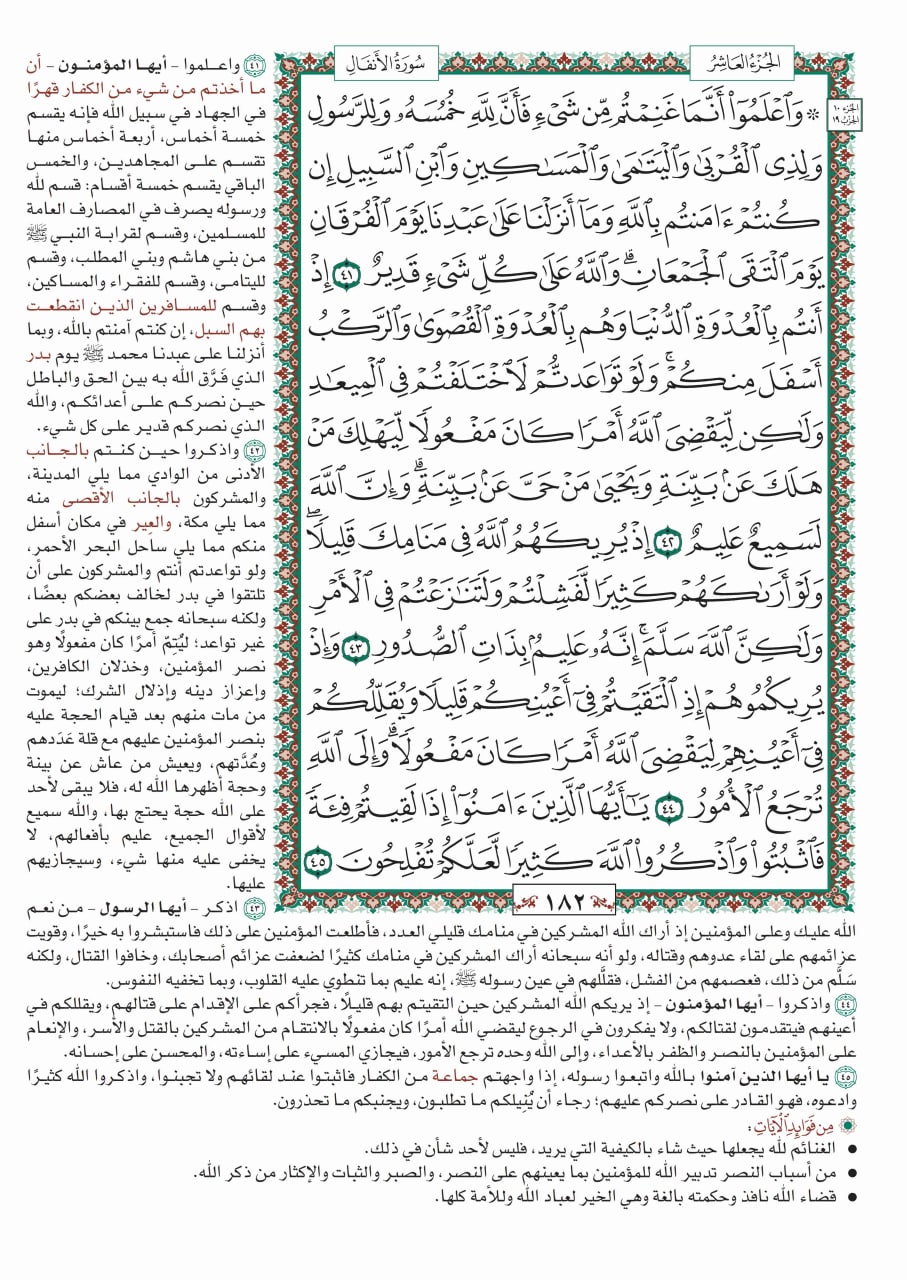 الجُزْءُ العَاشِرُ
سُورَةُ الأَنفَالِ
الجزء ١٠
الحزب ١٩
* وَٱعْلَمُوٓا۟ أَنَّمَا غَنِمْتُم مِّن شَىْءٍ فَأَنَّ لِلَّهِ خُمُسَهُۥ وَلِلرَّسُولِ
وَلِذِى ٱلْقُرْبَىٰ وَٱلْيَتَٰمَىٰ وَٱلْمَسَٰكِينِ وَٱبْنِ ٱلسَّبِيلِ إِن
كُنتُمْ ءَامَنتُم بِٱللَّهِ وَمَآ أَنزَلْنَا عَلَىٰ عَبْدِنَا يَوْمَ ٱلْفُرْقَانِ
يَوْمَ ٱلْتَقَى ٱلْجَمْعَانِ ۗ وَٱللَّهُ عَلَىٰ كُلِّ شَىْءٍ قَدِيرٌ ٤١ إِذْ
أَنتُم بِٱلْعُدْوَةِ ٱلدُّنْيَا وَهُم بِٱلْعُدْوَةِ ٱلْقُصْوَىٰ وَٱلرَّكْبُ
أَسْفَلَ مِنكُمْ ۚ وَلَوْ تَوَاعَدتُّمْ لَٱخْتَلَفْتُمْ فِى ٱلْمِيعَٰدِ
وَلَٰكِن لِّيَقْضِىَ ٱللَّهُ أَمْرًا كَانَ مَفْعُولًا لِّيَهْلِكَ مَنْ
هَلَكَ عَنۢ بَيِّنَةٍ وَيَحْيَىٰ مَنْ حَىَّ عَنۢ بَيِّنَةٍ ۗ وَإِنَّ ٱللَّهَ
لَسَمِيعٌ عَلِيمٌ ٤٢ إِذْ يُرِيكَهُمُ ٱللَّهُ فِى مَنَامِكَ قَلِيلًا ۖ
وَلَوْ أَرَىٰكَهُمْ كَثِيرًا لَّفَشِلْتُمْ وَلَتَنَٰزَعْتُمْ فِى ٱلْأَمْرِ
وَلَٰكِنَّ ٱللَّهَ سَلَّمَ ۗ إِنَّهُۥ عَلِيمٌۢ بِذَاتِ ٱلصُّدُورِ ٤٣ وَإِذْ
يُرِيكُمُوهُمْ إِذِ ٱلْتَقَيْتُمْ فِىٓ أَعْيُنِكُمْ قَلِيلًا وَيُقَلِّلُكُمْ
فِىٓ أَعْيُنِهِمْ لِيَقْضِىَ ٱللَّهُ أَمْرًا كَانَ مَفْعُولًا ۗ وَإِلَى ٱللَّهِ
تُرْجَعُ ٱلْأُمُورُ ٤٤ يَٰٓأَيُّهَا ٱلَّذِينَ ءَامَنُوٓا۟ إِذَا لَقِيتُمْ فِئَةً
فَٱثْبُتُوا۟ وَٱذْكُرُوا۟ ٱللَّهَ كَثِيرًا لَّعَلَّكُمْ تُفْلِحُونَ ٤٥
١٨٢
٤١ واعلموا - أيها المؤمنون - أن
ما أخذتم من شيء من الكفار قهرًا
في الجهاد في سبيل الله فإنه يقسم
خمسة أخماس، أربعة أخماس منها
تقسم على المجاهدين، والخمس
الباقي يقسم خمسة أقسام: قسم لله
ورسوله يصرف في المصارف العامة
للمسلمين، وقسم لقرابة النبي ﷺ
من بني هاشم وبني المطلب، وقسم
لليتامى، وقسم للفقراء والمساكين،
وقسم للمسافرين الذين انقطعت
بهم السبل، إن كنتم آمنتم بالله، وبما
أنزلنا على عبدنا محمد ﷺ يوم بدر
الذي فَرَّق الله به بين الحق والباطل
حين نصركم على أعدائكم، والله
الذي نصركم قدير على كل شيء.
٤٢ واذكروا حين كنتم بالجانب
الأدنى من الوادي مما يلي المدينة،
والمشركون بالجانب الأقصى منه
مما يلي مكة، والعِير في مكان أسفل
منكم مما يلي ساحل البحر الأحمر،
ولو تواعدتم أنتم والمشركون على أن
تلتقوا في بدر لخالف بعضكم بعضًا،
ولكنه سبحانه جمع بينكم في بدر على
غير تواعد؛ ليُتمّ أمرًا كان مفعولًا وهو
نصر المؤمنين، وخذلان الكافرين،
وإعزاز دينه وإذلال الشرك؛ ليموت
من مات منهم بعد قيام الحجة عليه
بنصر المؤمنين عليهم مع قلة عَدَدهم
وعُدَّتهم، ويعيش من عاش عن بينة
وحجة أظهرها الله له، فلا يبقى لأحد
على الله حجة يحتج بها، والله سميع
لأقوال الجميع، عليم بأفعالهم، لا
يخفى عليه منها شيء، وسيجازيهم
عليها.
٤٣ اذكر - أيها الرسول - من نعم
الله عليك وعلى المؤمنين إذ أراك الله المشركين في منامك قليلي العدد، فأطلعت المؤمنين على ذلك فاستبشروا به خيرًا، وقويت
عزائمهم على لقاء عدوهم وقتاله، ولو أنه سبحانه أراك المشركين في منامك كثيرًا لضعفت عزائم أصحابك، وخافوا القتال، ولكنه
سَلَّم من ذلك، فعصمهم من الفشل، فقلَّلهم في عين رسوله ﷺ، إنه عليم بما تنطوي عليه القلوب، وبما تخفيه النفوس.
٤٤ واذكروا - أيها المؤمنون - إذ يريكم الله المشركين حين التقيتم بهم قليلًا، فجرأكم على الإقدام على قتالهم، ويقللكم في
أعينهم فيتقدمون لقتالكم، ولا يفكرون في الرجوع ليقضي الله أمرًا كان مفعولًا بالانتقام من المشركين بالقتل والأسر، والإنعام
على المؤمنين بالنصر والظفر بالأعداء، وإلى الله وحده ترجع الأمور، فيجازي المسيء على إساءته، والمحسن على إحسانه.
٤٥ يا أيها الذين آمنوا بالله واتبعوا رسوله، إذا واجهتم جماعة من الكفار فاثبتوا عند لقائهم ولا تجبنوا، واذكروا الله كثيرًا
وادعوه، فهو القادر على نصركم عليهم؛ رجاء أن يُنِيلكم ما تطلبون، ويجنبكم ما تحذرون.
مِن فَوَائِدِ الآيَاتِ:
• الغنائم لله يجعلها حيث شاء بالكيفية التي يريد، فليس لأحد شأن في ذلك.
• من أسباب النصر تدبير الله للمؤمنين بما يعينهم على النصر، والصبر والثبات والإكثار من ذكر الله.
• قضاء الله نافذ وحكمته بالغة وهي الخير لعباد الله وللأمة كلها.